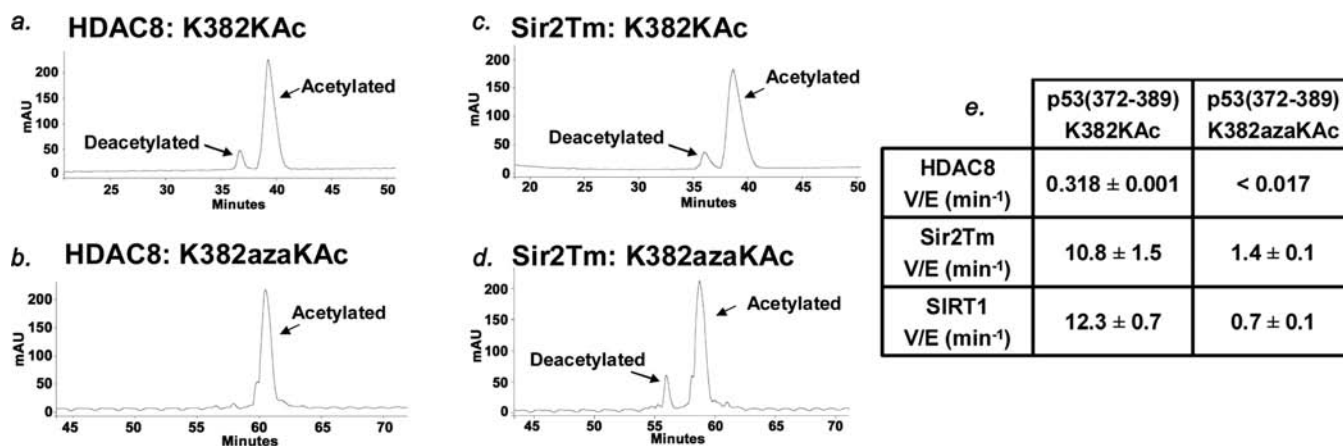 a. HDAC8: K382KAc
200
150
100
50
0
mAU
Acetylated
Deacetylated
25 30 35 40 45 50
Minutes
b. HDAC8: K382azaKAc
200
150
100
50
0
mAU
Acetylated
45 50 55 60 65 70
Minutes
c. Sir2Tm: K382KAc
200
150
100
50
0
mAU
Acetylated
Deacetylated
20 25 30 35 40 45 50
Minutes
d. Sir2Tm: K382azaKAc
200
150
100
50
0
mAU
Acetylated
Deacetylated
45 50 55 60 65 70
Minutes
e.
p53(372-389)
K382KAc
p53(372-389)
K382azaKAc
HDAC8
V/E (min⁻¹)
0.318 ± 0.001
< 0.017
Sir2Tm
V/E (min⁻¹)
10.8 ± 1.5
1.4 ± 0.1
SIRT1
V/E (min⁻¹)
12.3 ± 0.7
0.7 ± 0.1